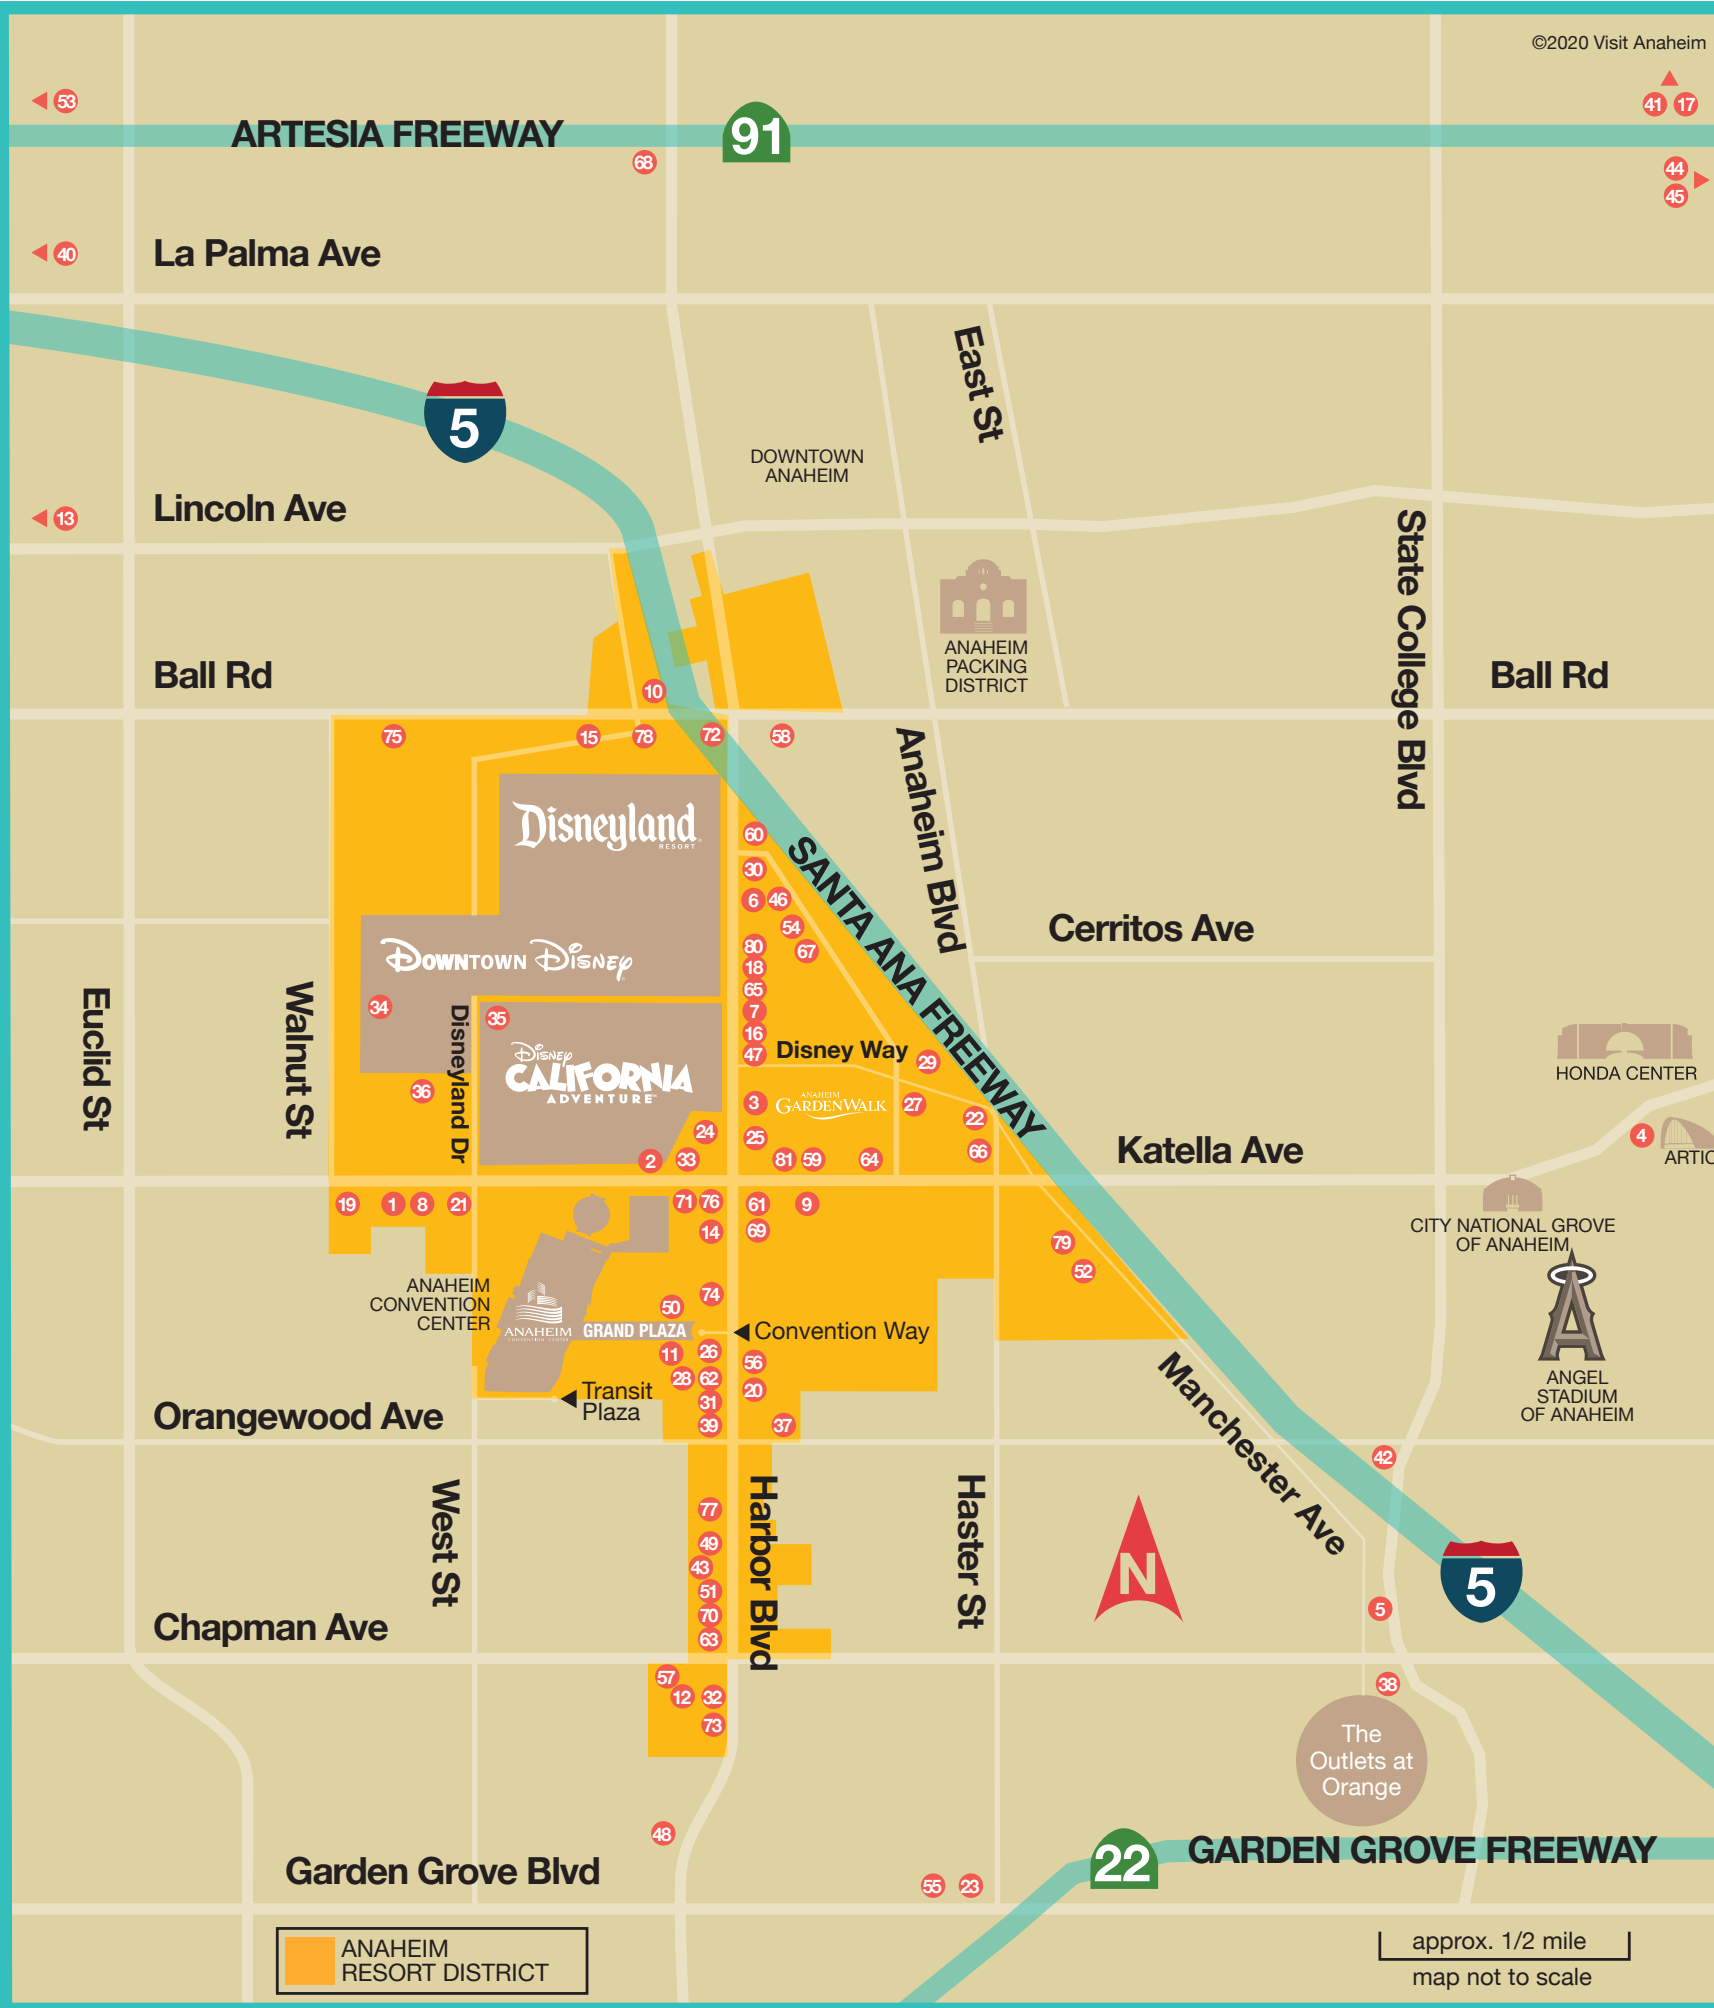 ©2020 Visit Anaheim
53
41 17
ARTESIA FREEWAY
91
68
44
45
40
La Palma Ave
East St
5
DOWNTOWN
ANAHEIM
13
Lincoln Ave
State College Blvd
ANAHEIM
PACKING
DISTRICT
Ball Rd
Ball Rd
10
75
15
78
72
58
Anaheim Blvd
Disneyland
RESORT
60
SANTA ANA FREEWAY
30
6
46
54
Cerritos Ave
DOWNTOWN DISNEY
80
67
18
65
Euclid St
Walnut St
34
Disneyland Dr
35
7
16
47
Disney Way
29
DISNEY
CALIFORNIA
ADVENTURE
HONDA CENTER
36
3
ANAHEIM
GARDENWALK
27
22
24
25
4
ARTIC
2
33
81
59
64
66
Katella Ave
19
1
8
21
71
76
61
9
14
69
CITY NATIONAL GROVE
OF ANAHEIM
79
52
ANAHEIM
CONVENTION
CENTER
74
50
ANAHEIM
CONVENTION CENTER
GRAND PLAZA
Convention Way
11
26
56
28
62
20
A
ANGEL
STADIUM
OF ANAHEIM
Transit
Plaza
31
39
37
Orangewood Ave
Manchester Ave
42
West St
Harbor Blvd
Haster St
77
49
43
51
70
63
N
5
5
Chapman Ave
57
12
32
73
38
The
Outlets at
Orange
48
Garden Grove Blvd
22
GARDEN GROVE FREEWAY
55
23
ANAHEIM
RESORT DISTRICT
approx. 1/2 mile
map not to scale